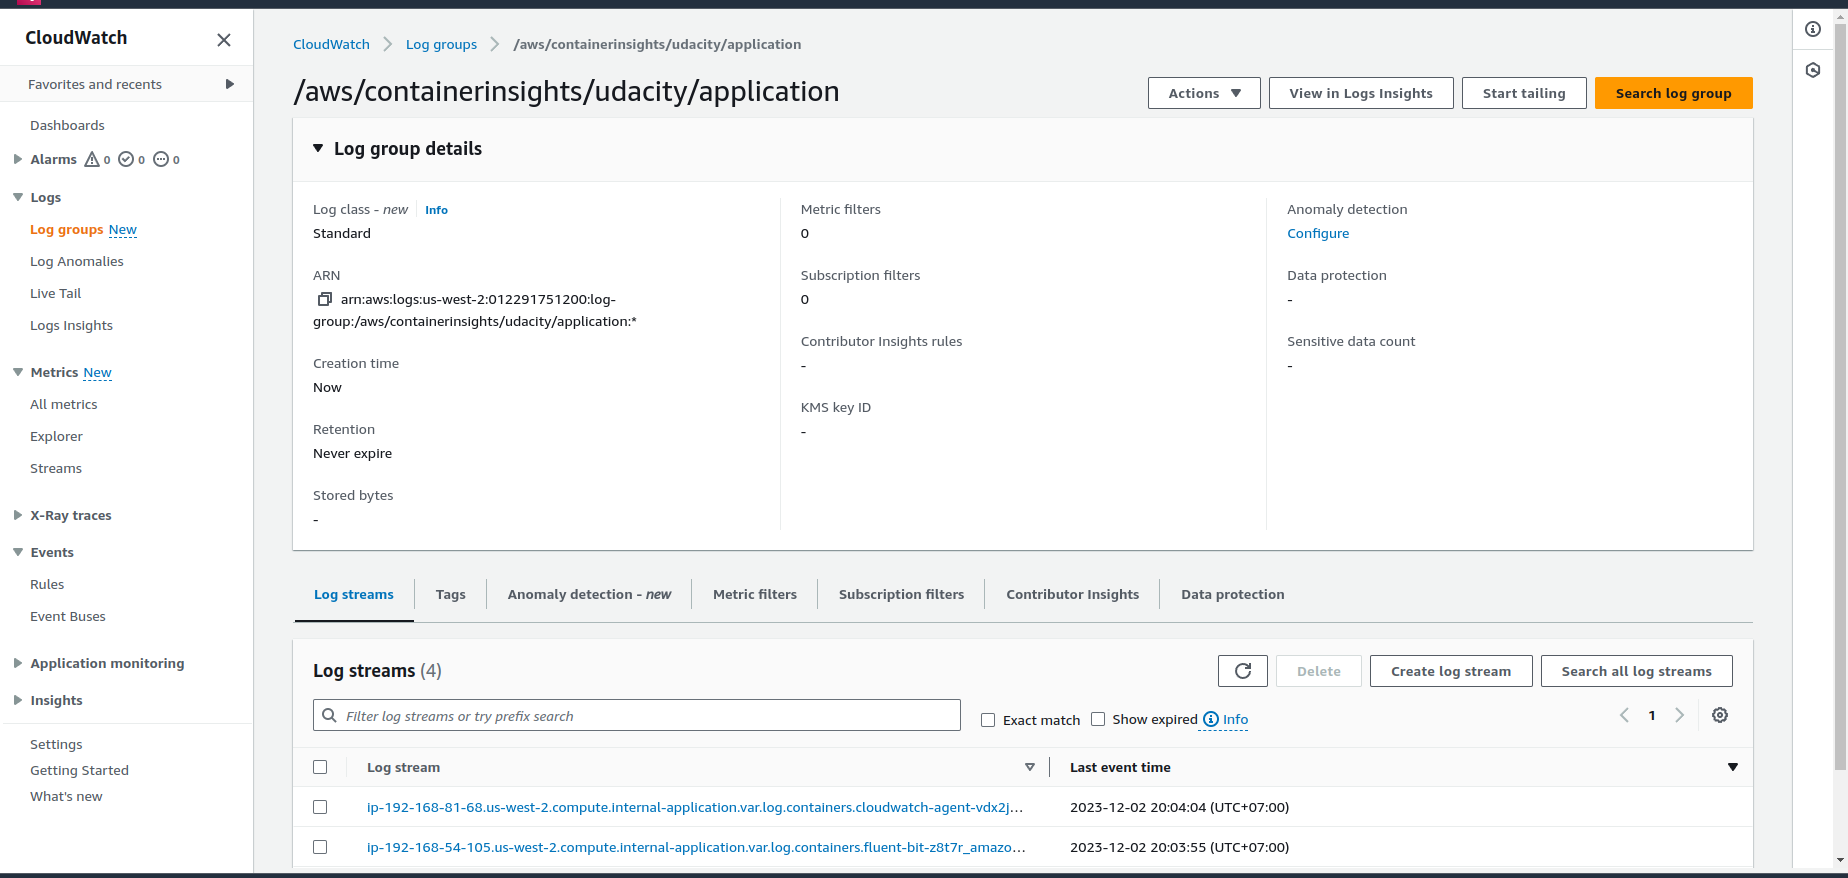 CloudWatch
Favorites and recents
Dashboards
Alarms 0 0 0
Logs
Log groups New
Log Anomalies
Live Tail
Logs Insights
Metrics New
All metrics
Explorer
Streams
X-Ray traces
Events
Rules
Event Buses
Application monitoring
Insights
Settings
Getting Started
What's new
CloudWatch Log groups /aws/containerinsights/udacity/application
/aws/containerinsights/udacity/application
Actions View in Logs Insights Start tailing Search log group
Log group details
Log class - new Info
Standard
ARN
arn:aws:logs:us-west-2:012291751200:log-
group:/aws/containerinsights/udacity/application:*
Creation time
Now
Retention
Never expire
Stored bytes
-
Metric filters
0
Subscription filters
0
Contributor Insights rules
-
KMS key ID
-
Anomaly detection
Configure
Data protection
-
Sensitive data count
-
Log streams Tags Anomaly detection - new Metric filters Subscription filters Contributor Insights Data protection
Log streams (4)
Delete Create log stream Search all log streams
Filter log streams or try prefix search Exact match Show expired Info 1
Log stream Last event time
ip-192-168-81-68.us-west-2.compute.internal-application.var.log.containers.cloudwatch-agent-vdx2j... 2023-12-02 20:04:04 (UTC+07:00)
ip-192-168-54-105.us-west-2.compute.internal-application.var.log.containers.fluent-bit-z8t7r_amazo... 2023-12-02 20:03:55 (UTC+07:00)